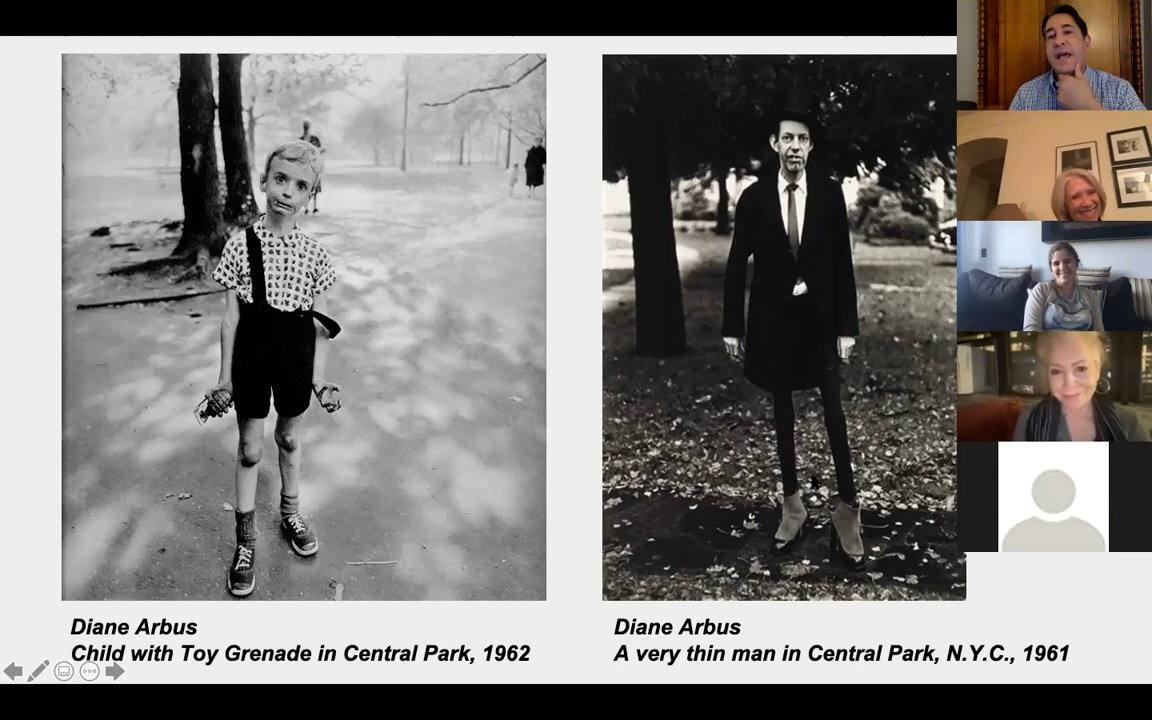 Diane Arbus
Child with Toy Grenade in Central Park, 1962
Diane Arbus
A very thin man in Central Park, N.Y.C., 1961